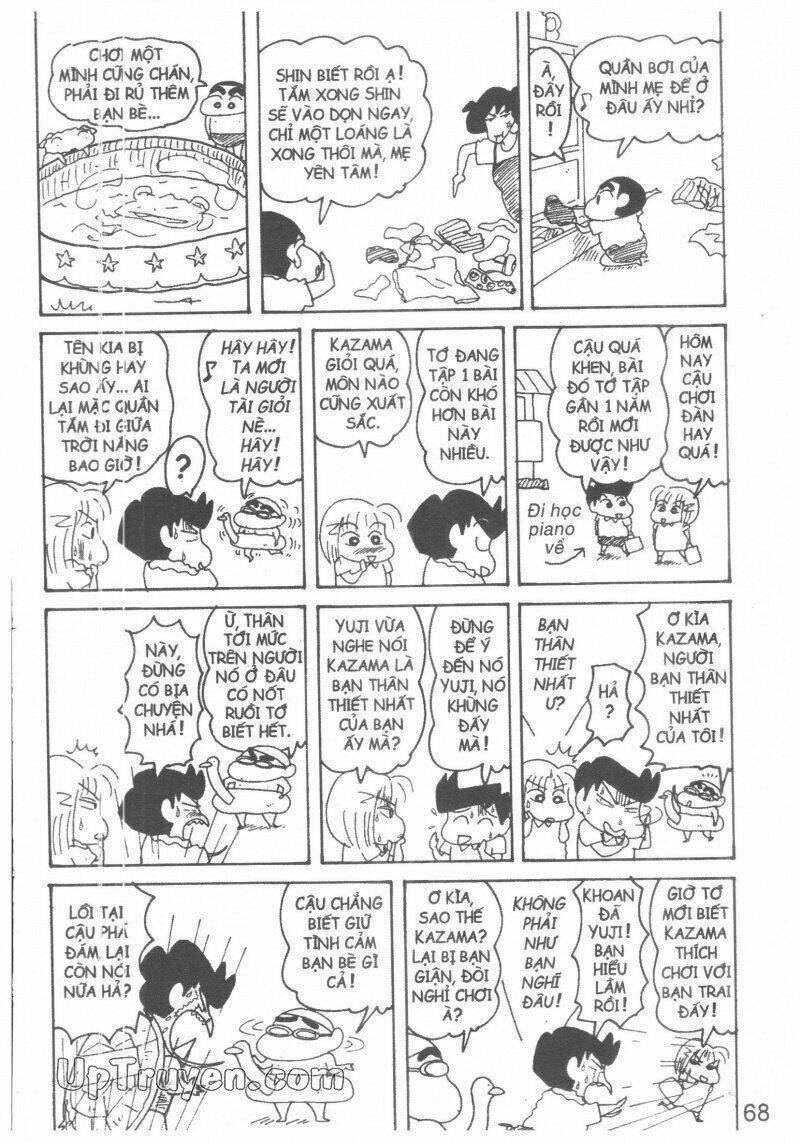 QUẦN BƠI CỦA
MÌNH MẸ ĐỂ Ở
ĐÂU ẤY NHỈ?
À,
ĐÂY
RỒI
!
SHIN BIẾT RỒI Ạ!
TẮM XONG SHIN
SẼ VÀO DỌN NGAY,
CHỈ MỘT LOÁNG LÀ
XONG THÔI MÀ, MẸ
YÊN TÂM!
CHƠI MỘT
MÌNH CŨNG CHÁN,
PHẢI ĐI RỦ THÊM
BẠN BÈ...
HÔM
NAY
CẬU
CHƠI
ĐÀN
HAY
QUÁ!
CẬU QUÁ
KHEN, BÀI
ĐÓ TỚ TẬP
GẦN 1 NĂM
RỒI MỚI
ĐƯỢC NHƯ
VẬY!
Đi học
piano
về
TỚ ĐANG
TẬP 1 BÀI
CÒN KHÓ
HƠN BÀI
NÀY
NHIỀU.
KAZAMA
GIỎI QUÁ,
MÔN NÀO
CŨNG XUẤT
SẮC.
HÂY HÂY!
TA MỚI
LÀ NGƯỜI
TÀI GIỎI
NÈ...
HÂY!
HÂY!
?
TÊN KIA BỊ
KHÙNG HAY
SAO ẤY... AI
LẠI MẶC QUẦN
TẮM ĐI GIỮA
TRỜI NẮNG
BAO GIỜ!
Ơ KÌA
KAZAMA,
NGƯỜI
BẠN THÂN
THIẾT
NHẤT
CỦA TÔI!
HẢ
?
BẠN
THÂN
THIẾT
NHẤT
Ư?
ĐỪNG
ĐỂ Ý
ĐẾN NÓ
YUJI, NÓ
KHÙNG
ĐẤY
MÀ!
YUJI VỪA
NGHE NÓI
KAZAMA LÀ
BẠN THÂN
THIẾT NHẤT
CỦA BẠN
ẤY MÀ?
Ừ, THÂN
TỚI MỨC
TRÊN NGƯỜI
NÓ Ở ĐÂU
CÓ NỐT
RUỒI TỚ
BIẾT HẾT.
NÀY,
ĐỪNG
CÓ BỊA
CHUYỆN
NHÁ!
GIỜ TỚ
MỚI BIẾT
KAZAMA
THÍCH
CHƠI VỚI
BẠN TRAI
ĐẤY!
KHOAN
ĐÃ
YUJI!
BẠN
HIỂU
LẦM
RỒI!
KHÔNG
PHẢI
NHƯ
BẠN
NGHĨ
ĐÂU!
Ơ KÌA,
SAO THẾ
KAZAMA?
LẠI BỊ BẠN
GIẬN, ĐÒI
NGHỈ CHƠI
À?
CẬU CHẲNG
BIẾT GIỮ
TÌNH CẢM
BẠN BÈ GÌ
CẢ!
LỖI TẠI
CẬU PHÁ
ĐÁM, LẠI
CÒN NÓI
NỮA HẢ?
UpTruyen.com
68